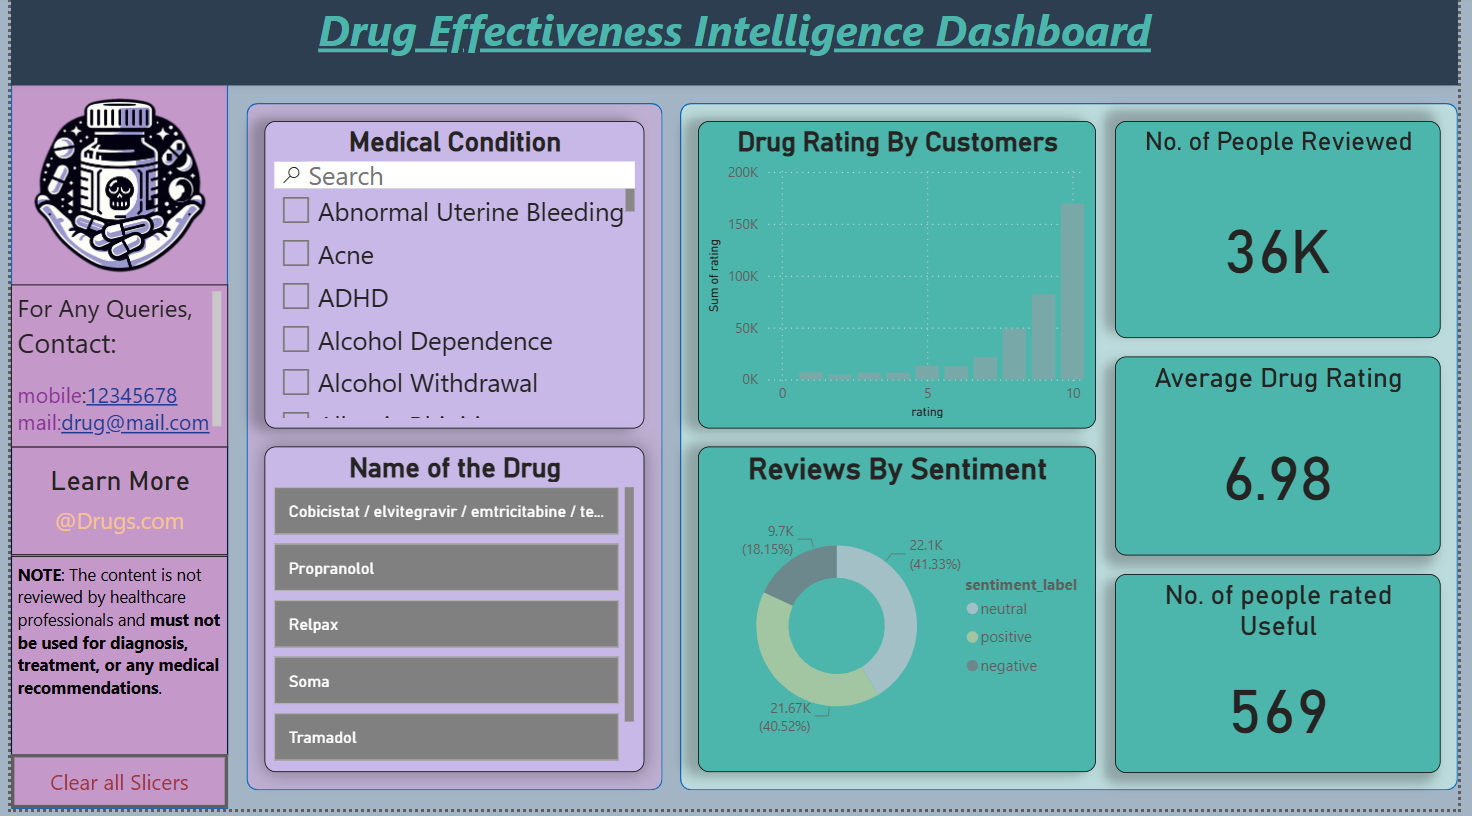 Drug Effectiveness Intelligence Dashboard
For Any Queries,
Contact:
mobile:12345678
mail:drug@mail.com
Learn More
@Drugs.com
NOTE: The content is not
reviewed by healthcare
professionals and must not
be used for diagnosis,
treatment, or any medical
recommendations.
Clear all Slicers
Medical Condition
Search
Abnormal Uterine Bleeding
Acne
ADHD
Alcohol Dependence
Alcohol Withdrawal
Name of the Drug
Cobicistat / elvitegravir / emtricitabine / te...
Propranolol
Relpax
Soma
Tramadol
Drug Rating By Customers
200K
150K
100K
50K
0K
Sum of rating
0
5
10
rating
Reviews By Sentiment
9.7K
(18.15%)
22.1K
(41.33%)
21.67K
(40.52%)
sentiment_label
neutral
positive
negative
No. of People Reviewed
36K
Average Drug Rating
6.98
No. of people rated
Useful
569